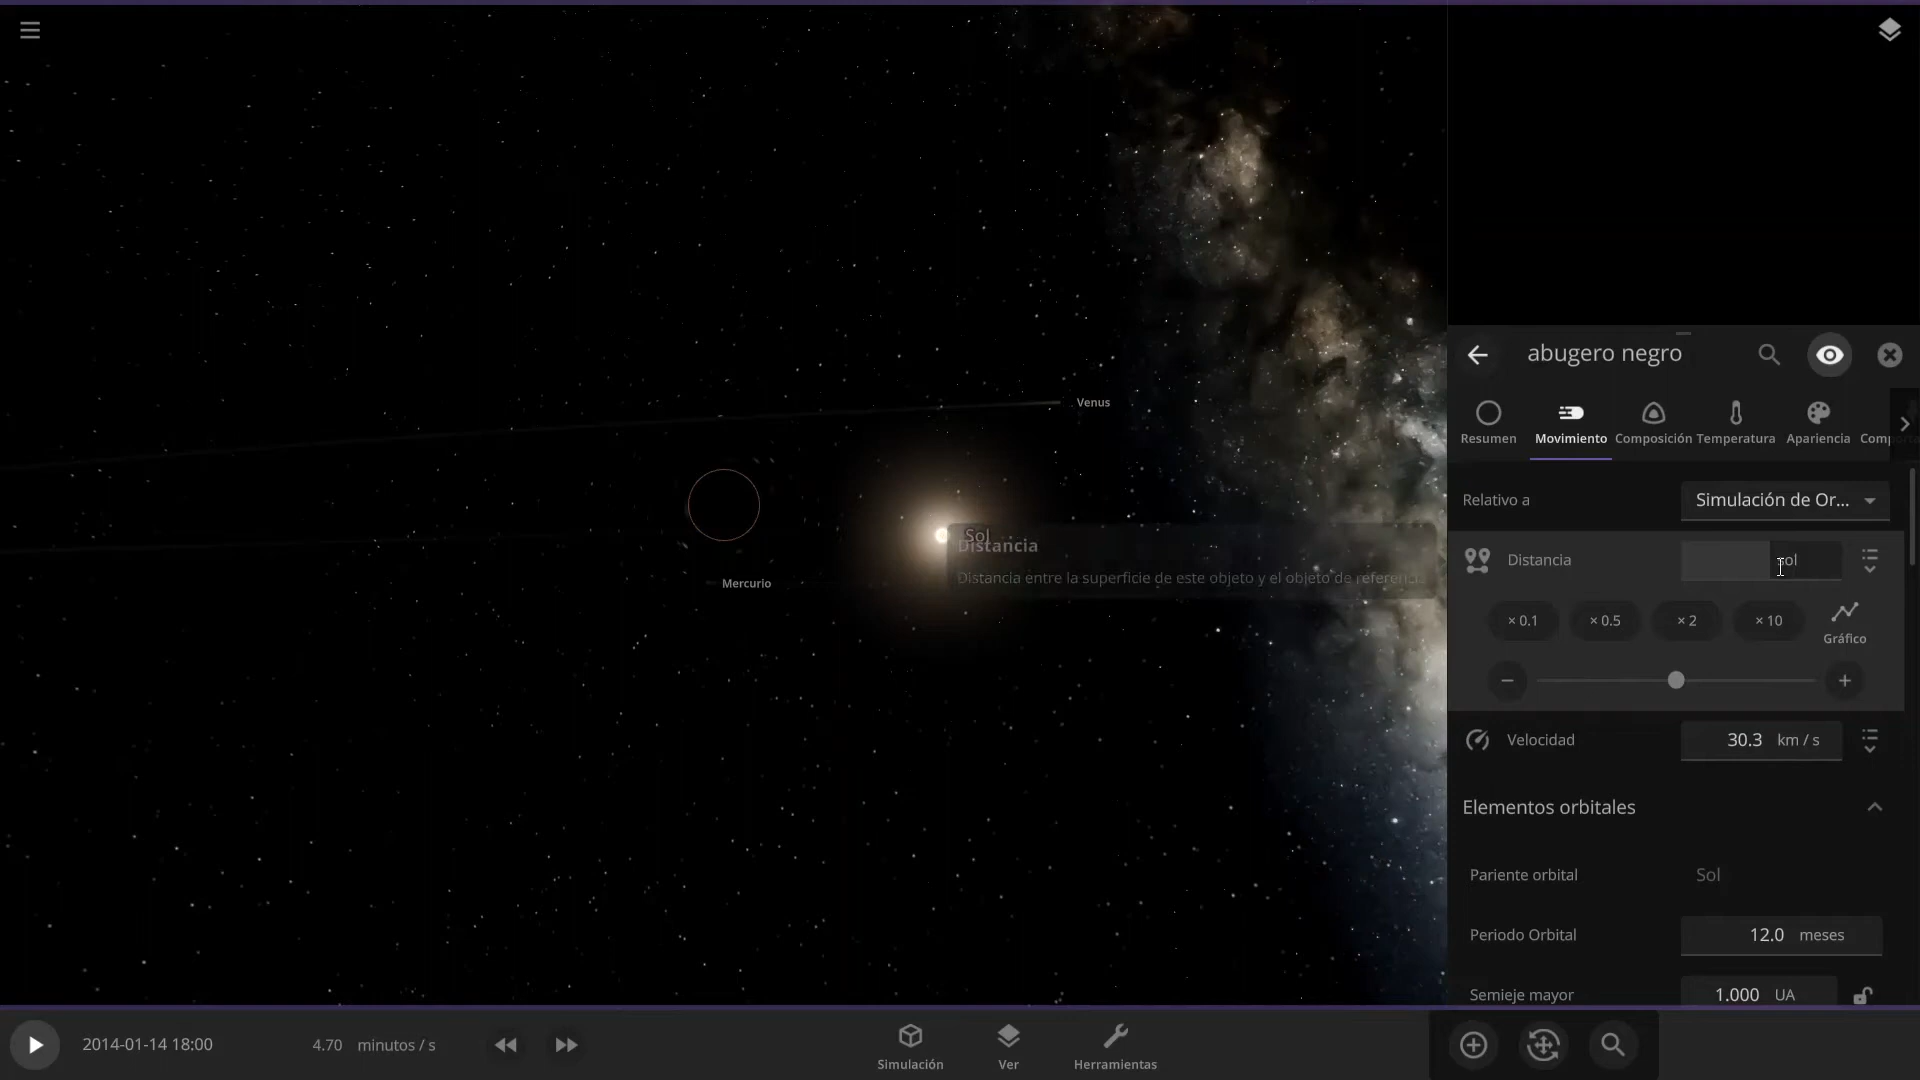 abugero negro
Resumen
Movimiento
Composición
Temperatura
Apariencia
Relativo a
Simulación de Or...
Distancia
sol
× 0.1
× 0.5
× 2
× 10
Gráfico
Velocidad
30.3 km / s
Elementos orbitales
Pariente orbital
Sol
Periodo Orbital
12.0 meses
Semieje mayor
1.000 UA
Venus
Sol
Distancia
Distancia entre la superficie de este objeto y el objeto de referencia
Mercurio
2014-01-14 18:00
4.70 minutos / s
Simulación
Ver
Herramientas